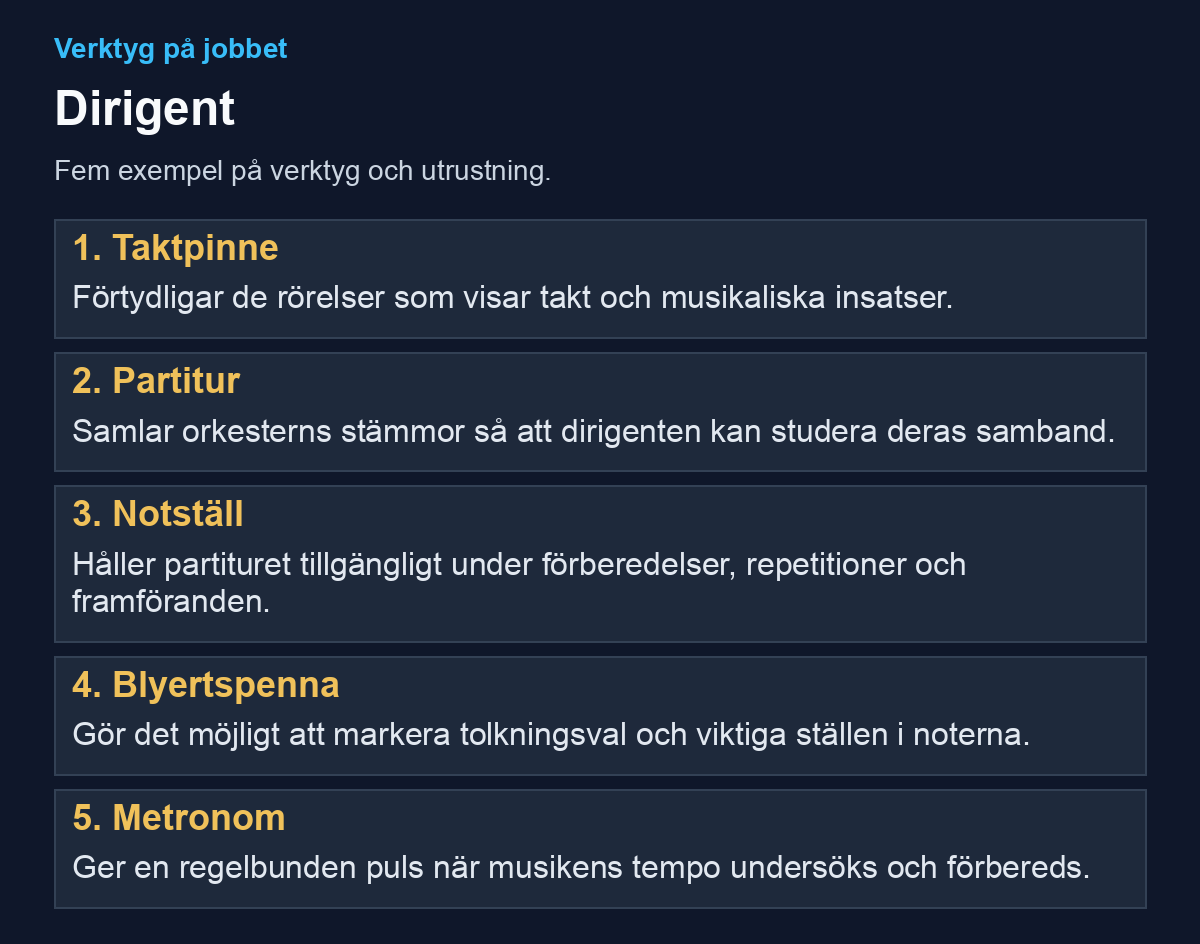 Verktyg på jobbet
Dirigent
Fem exempel på verktyg och utrustning.
1. Taktpinne
Förtydligar de rörelser som visar takt och musikaliska insatser.
2. Partitur
Samlar orkesterns stämmor så att dirigenten kan studera deras samband.
3. Notställ
Håller partituret tillgängligt under förberedelser, repetitioner och
framföranden.
4. Blyertspenna
Gör det möjligt att markera tolkningsval och viktiga ställen i noterna.
5. Metronom
Ger en regelbunden puls när musikens tempo undersöks och förbereds.